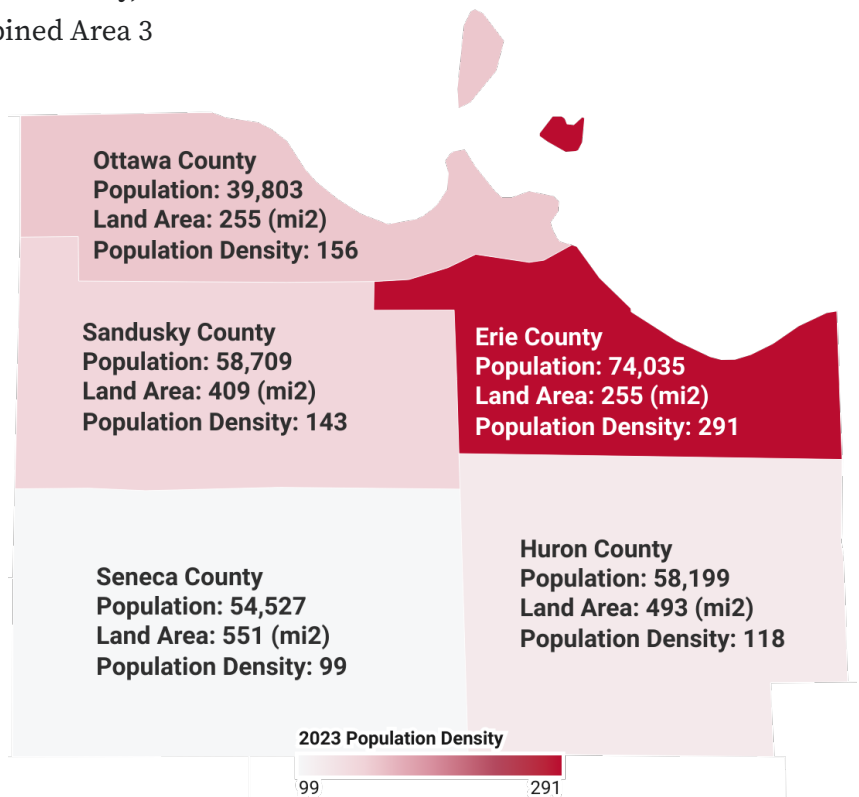 Area 3
Ottawa County
Population: 39,803
Land Area: 255 (mi2)
Population Density: 156
Sandusky County
Population: 58,709
Land Area: 409 (mi2)
Population Density: 143
Erie County
Population: 74,035
Land Area: 255 (mi2)
Population Density: 291
Seneca County
Population: 54,527
Land Area: 551 (mi2)
Population Density: 99
Huron County
Population: 58,199
Land Area: 493 (mi2)
Population Density: 118
2023 Population Density
99 291